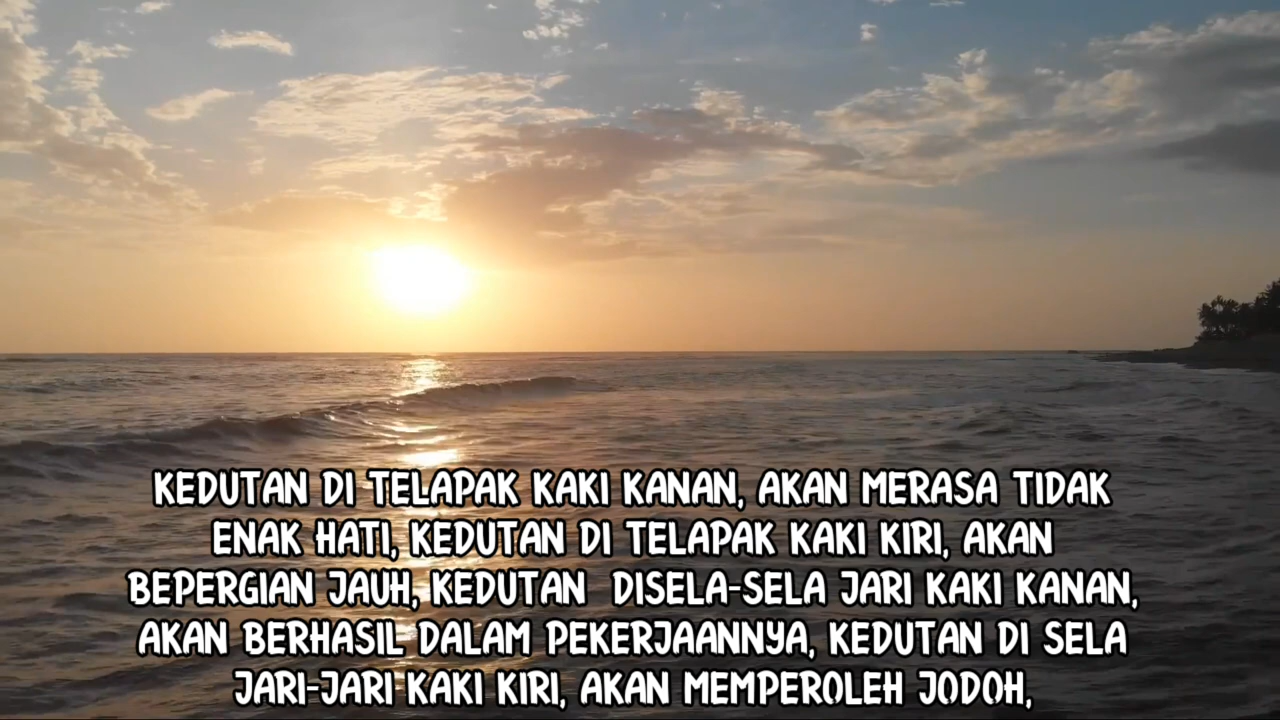 KEDUTAN DI TELAPAK KAKI KANAN, AKAN MERASA TIDAK
ENAK HATI, KEDUTAN DI TELAPAK KAKI KIRI, AKAN
BEPERGIAN JAUH, KEDUTAN  DISELA-SELA JARI KAKI KANAN,
AKAN BERHASIL DALAM PEKERJAANNYA, KEDUTAN DI SELA
JARI-JARI KAKI KIRI, AKAN MEMPEROLEH JODOH,